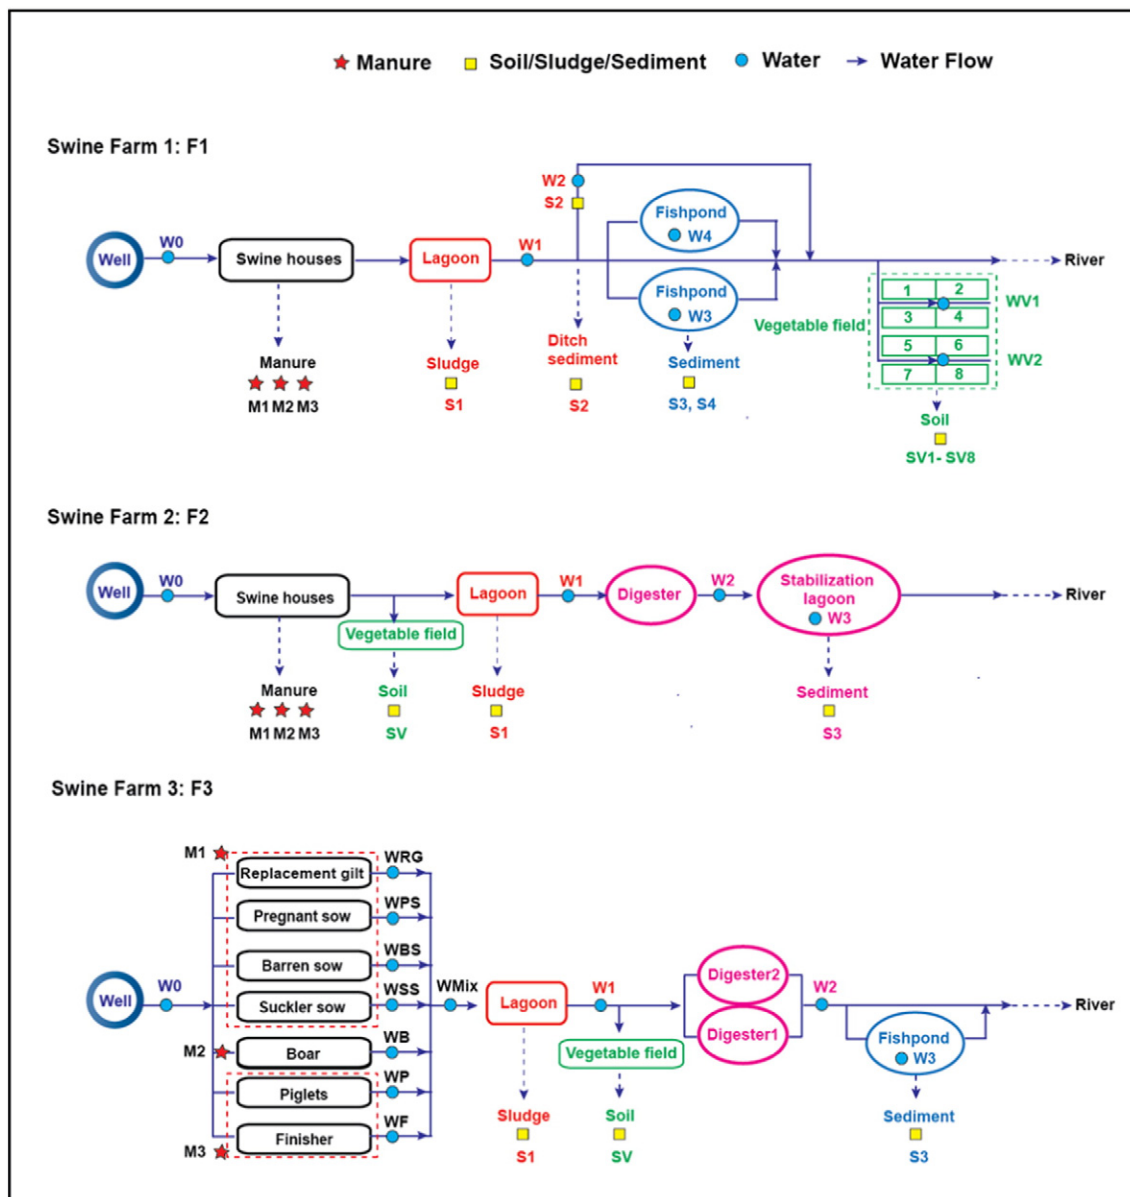 Manure Soil/Sludge/Sediment Water Water Flow
Swine Farm 1: F1
W2
S2
Fishpond
W4
Well
W0
Swine houses
Lagoon
W1
River
Fishpond
W3
Vegetable field
1 2
3 4
WV1
5 6
7 8
WV2
Manure
M1 M2 M3
Sludge
S1
Ditch
sediment
S2
Sediment
S3, S4
Soil
SV1- SV8
Swine Farm 2: F2
Well
W0
Swine houses
Vegetable field
Lagoon
W1
Digester
W2
Stabilization
lagoon
W3
River
Manure
M1 M2 M3
Soil
SV
Sludge
S1
Sediment
S3
Swine Farm 3: F3
M1
Replacement gilt
WRG
Pregnant sow
WPS
Barren sow
WBS
Well
W0
Suckler sow
WSS
M2
Boar
WB
Piglets
WP
M3
Finisher
WF
WMix
Lagoon
W1
Vegetable field
Digester2
Digester1
W2
Fishpond
W3
River
Sludge
S1
Soil
SV
Sediment
S3